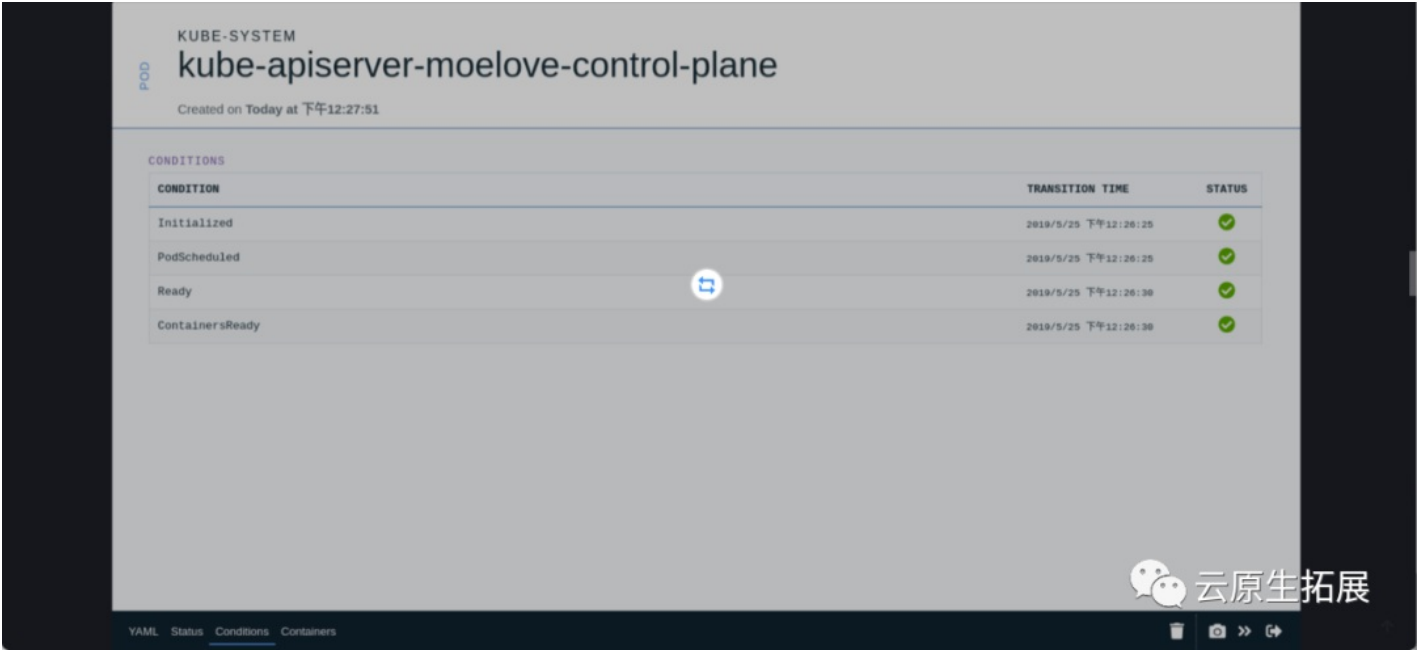 KUBE-SYSTEM
POD
kube-apiserver-moelove-control-plane
Created on Today at 下午12:27:51
CONDITIONS
CONDITION TRANSITION TIME STATUS
Initialized 2019/5/25 下午12:26:25
PodScheduled 2019/5/25 下午12:26:25
Ready 2019/5/25 下午12:26:30
ContainersReady 2019/5/25 下午12:26:30
云原生拓展
YAML Status Conditions Containers